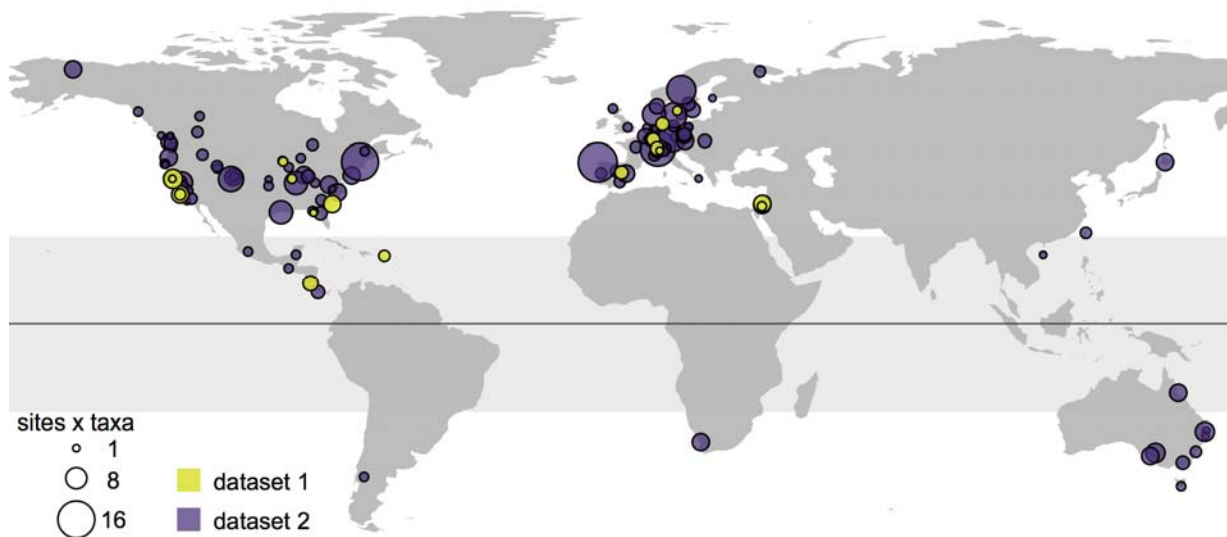 sites x taxa
1
8
16
dataset 1
dataset 2